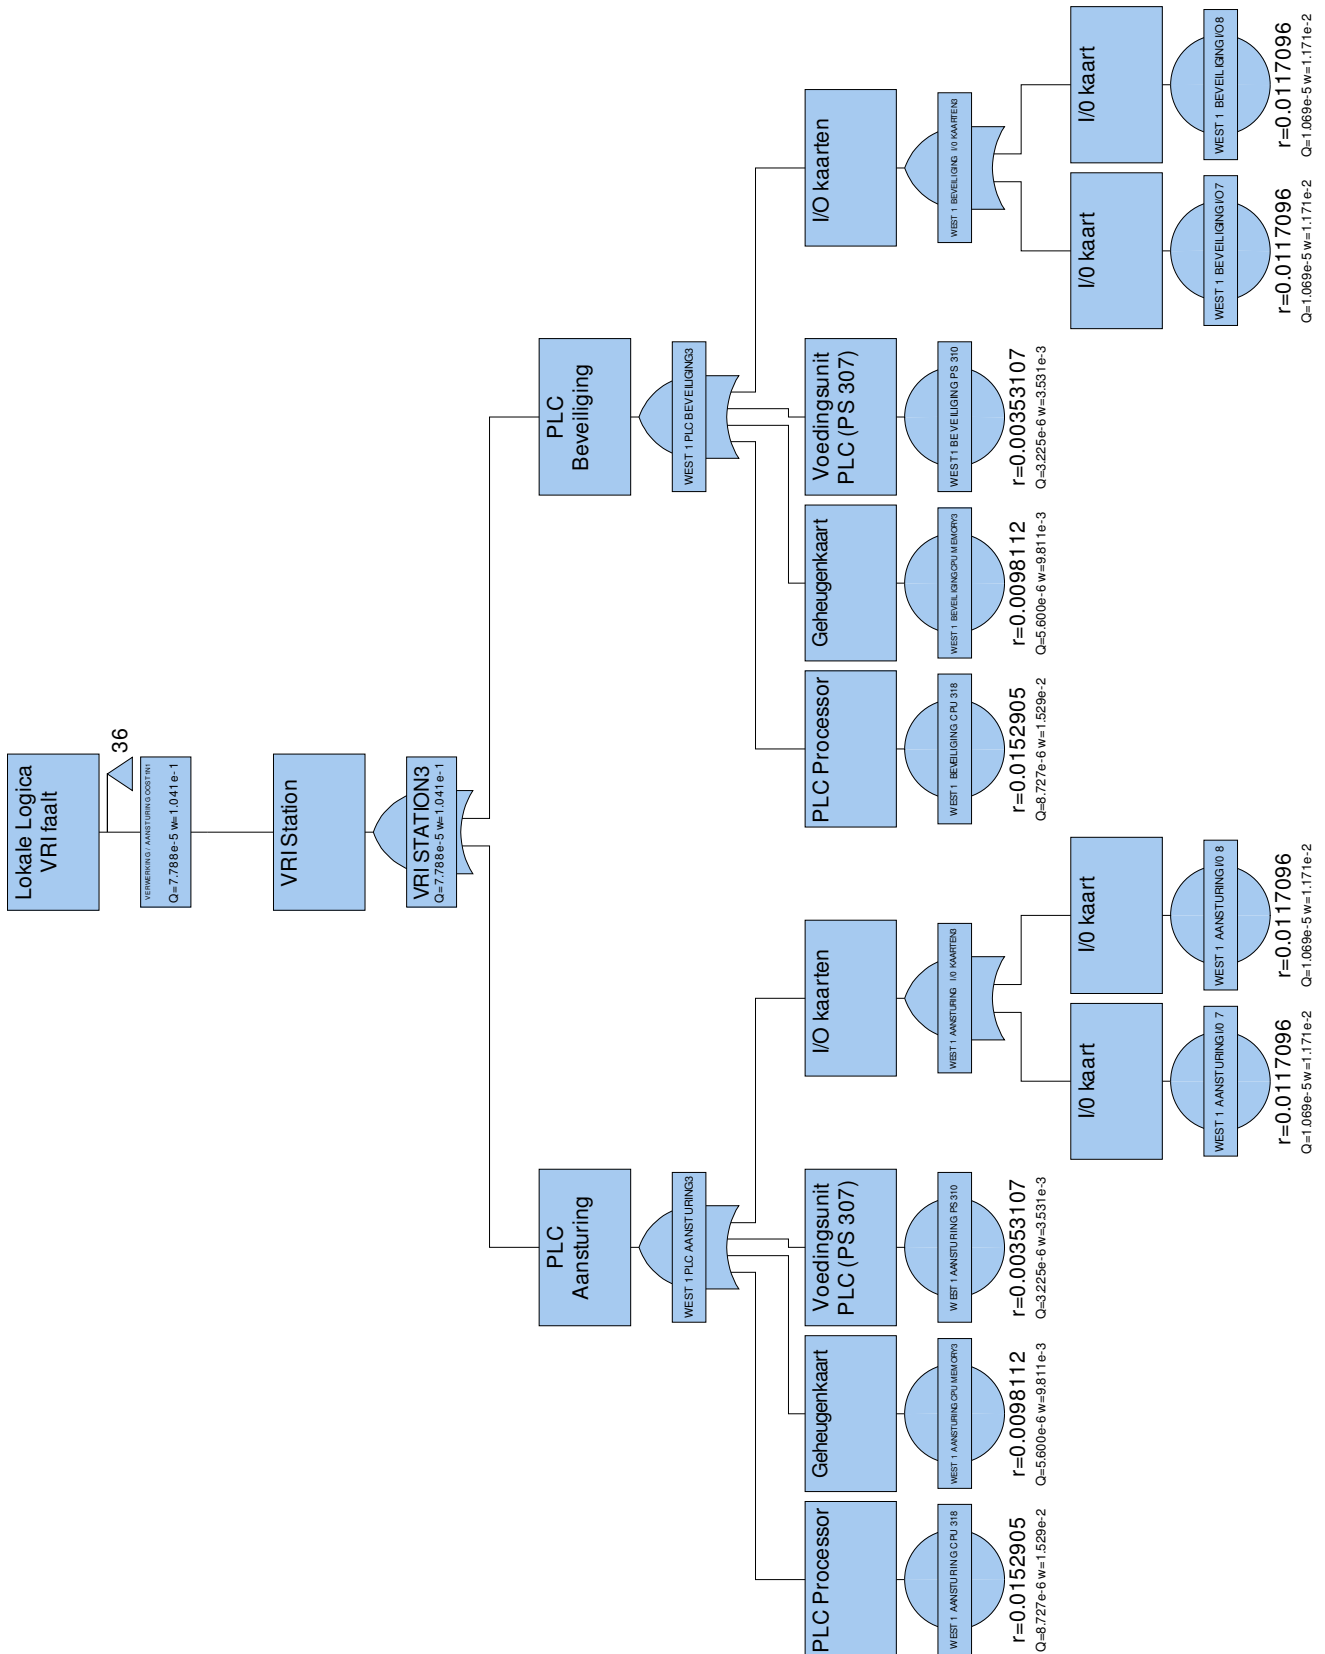 Lokale Logica
VRI faalt
36
VERWERKING / AANSTURING OOST1N1
Q=7.788e-5 w=1.041e-1
VRI Station
VRI STATION3
Q=7.788e-5 w=1.041e-1
PLC
Aansturing
WEST 1 PLC AANSTURING3
PLC
Beveiliging
WEST 1 PLC BEVEILIGING3
PLC Processor
WEST 1 AANSTURING CPU 318
r=0.0152905
Q=8.727e-6 w=1.529e-2
Geheugenkaart
WEST 1 AANSTURING CPU MEMORY3
r=0.0098112
Q=5.600e-6 w=9.811e-3
Voedingsunit
PLC (PS 307)
WEST 1 AANSTURING PS 310
r=0.00353107
Q=3.225e-6 w=3.531e-3
I/O kaarten
WEST 1 AANSTURING I/0 KAARTEN3
PLC Processor
WEST 1 BEVEILIGING CPU 318
r=0.0152905
Q=8.727e-6 w=1.529e-2
Geheugenkaart
WEST 1 BEVEILIGING CPU MEMORY3
r=0.0098112
Q=5.600e-6 w=9.811e-3
Voedingsunit
PLC (PS 307)
WEST 1 BEVEILIGING PS 310
r=0.00353107
Q=3.225e-6 w=3.531e-3
I/O kaarten
WEST 1 BEVEILIGING I/0 KAARTEN3
I/0 kaart
WEST 1 AANSTURING I/0 7
r=0.0117096
Q=1.069e-5 w=1.171e-2
I/0 kaart
WEST 1 AANSTURING I/0 8
r=0.0117096
Q=1.069e-5 w=1.171e-2
I/0 kaart
WEST 1 BEVEILIGING I/O7
r=0.0117096
Q=1.069e-5 w=1.171e-2
I/0 kaart
WEST 1 BEVEILIGING I/O8
r=0.0117096
Q=1.069e-5 w=1.171e-2